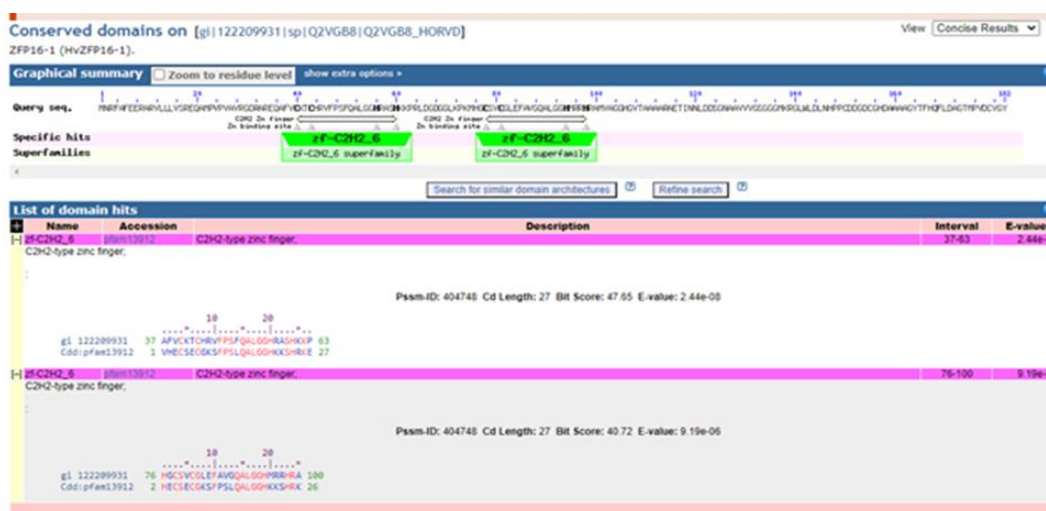 Conserved domains on [gi|122209931|sp|Q2VGB8|Q2VGB8_HORVD]
View Concise Results
ZFP16-1 (HvZFP16-1).
Graphical summary Zoom to residue level show extra options »
Query seq.
C2H2 Zn finger C2H2 Zn finger
Zn binding site Zn binding site
Specific hits zf-C2H2_6 zf-C2H2_6
Superfamilies zf-C2H2_6 superfamily zf-C2H2_6 superfamily
Search for similar domain architectures Refine search
List of domain hits
Name Accession Description Interval E-value
zf-C2H2_6 pfam13912 C2H2-type zinc finger; 37-63 2.44e-
C2H2-type zinc finger;
Pssm-ID: 404748 Cd Length: 27 Bit Score: 47.65 E-value: 2.44e-08
10 20
gi 122209931 37 AFVCKTCHRVFPSFQALGGHRASHKKP 63
Cdd:pfam13912 1 VHECSECGKSFPSLQALGGHKKSHRKE 27
zf-C2H2_6 pfam13912 C2H2-type zinc finger; 76-100 9.19e-
C2H2-type zinc finger;
Pssm-ID: 404748 Cd Length: 27 Bit Score: 40.72 E-value: 9.19e-06
10 20
gi 122209931 76 HGCSVCGLEFAVGQALGGHMRRHRA 100
Cdd:pfam13912 2 HECSECGKSFPSLQALGGHKKSHRK 26